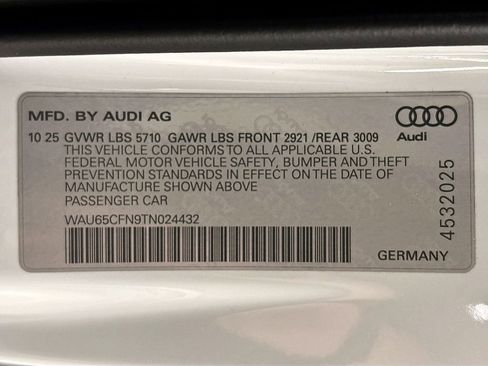 MFD. BY AUDI AG
10 25 GVWR LBS 5710 GAWR LBS FRONT 2921 /REAR 3009
THIS VEHICLE CONFORMS TO ALL APPLICABLE U.S.
FEDERAL MOTOR VEHICLE SAFETY, BUMPER AND THEFT
PREVENTION STANDARDS IN EFFECT ON THE DATE OF
MANUFACTURE SHOWN ABOVE
PASSENGER CAR
WAU65CFN9TN024432
Audi
4532025
GERMANY